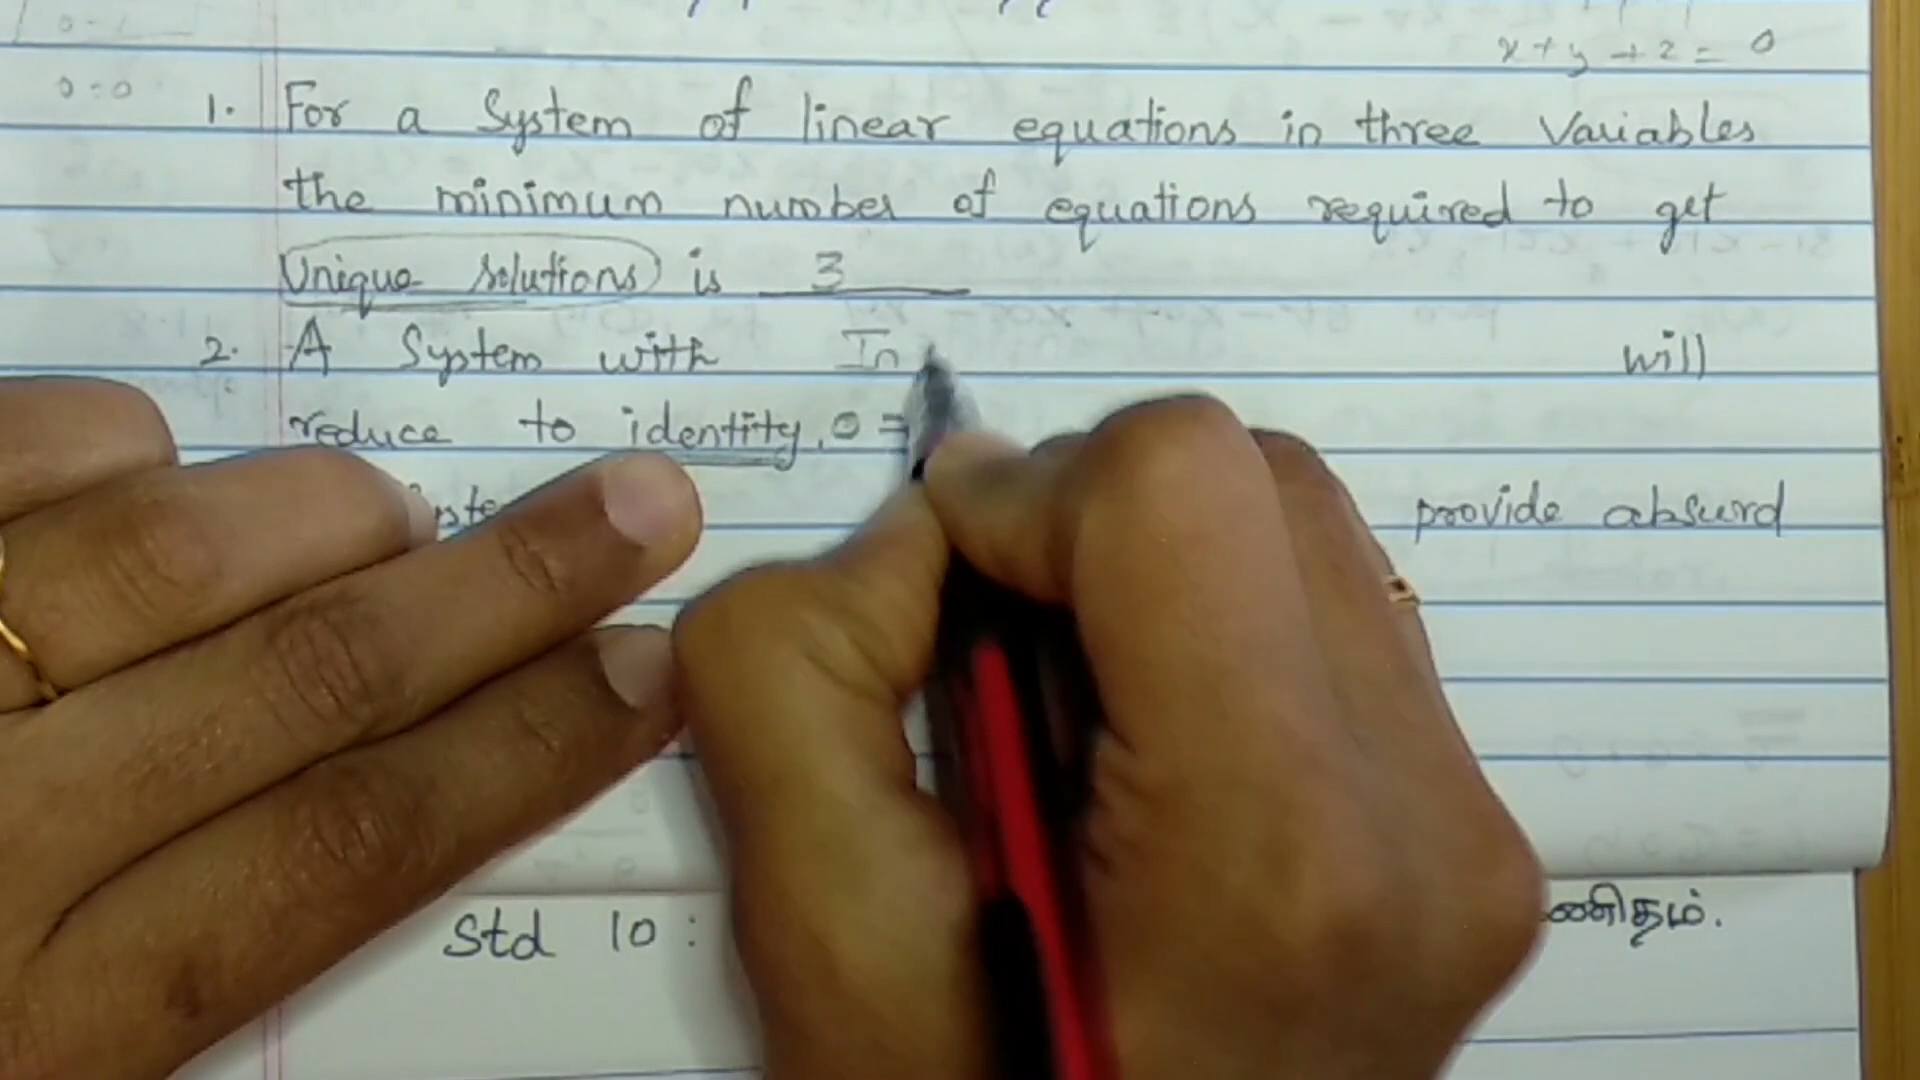 x + y + z = 0
0 = 0
1. For a System of linear equations in three Variables
the minimum number of equations required to get
Unique solutions is 3
2. A System with In will
reduce to identity. 0 =
provide absurd
Std 10 :